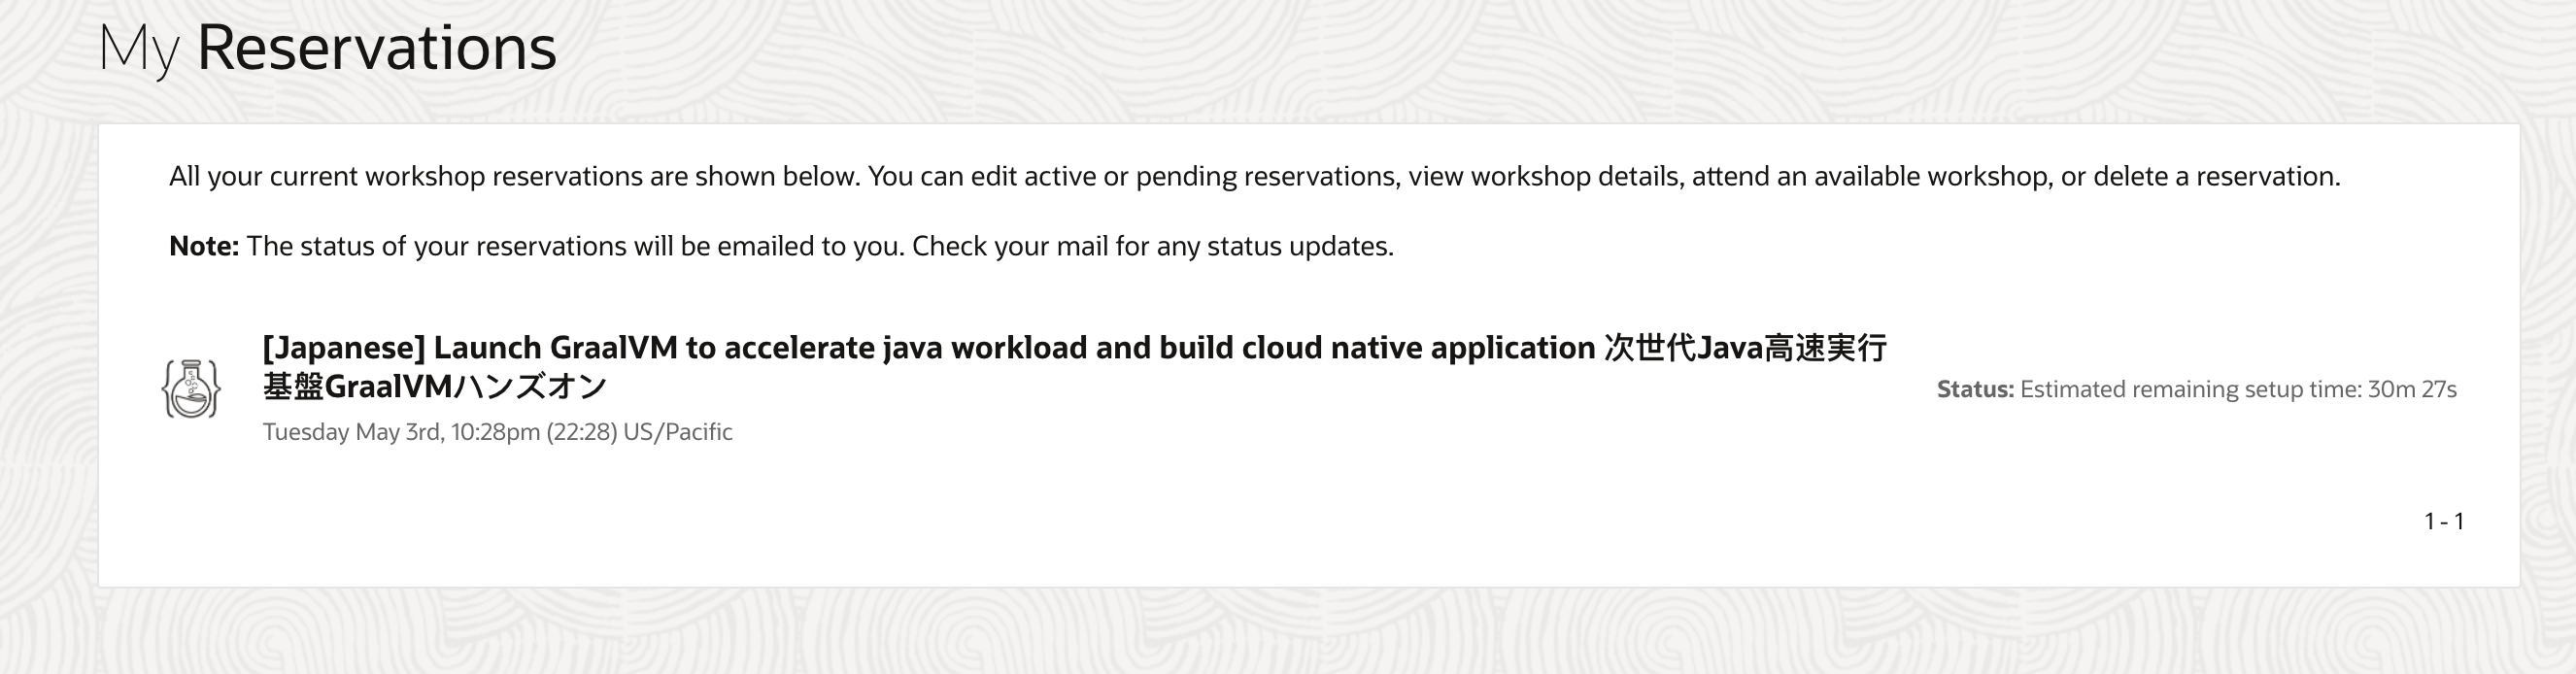 My Reservations
All your current workshop reservations are shown below. You can edit active or pending reservations, view workshop details, attend an available workshop, or delete a reservation.
Note: The status of your reservations will be emailed to you. Check your mail for any status updates.
[Japanese] Launch GraalVM to accelerate java workload and build cloud native application 次世代Java高速実行
基盤GraalVMハンズオン
Status: Estimated remaining setup time: 30m 27s
Tuesday May 3rd, 10:28pm (22:28) US/Pacific
1 - 1